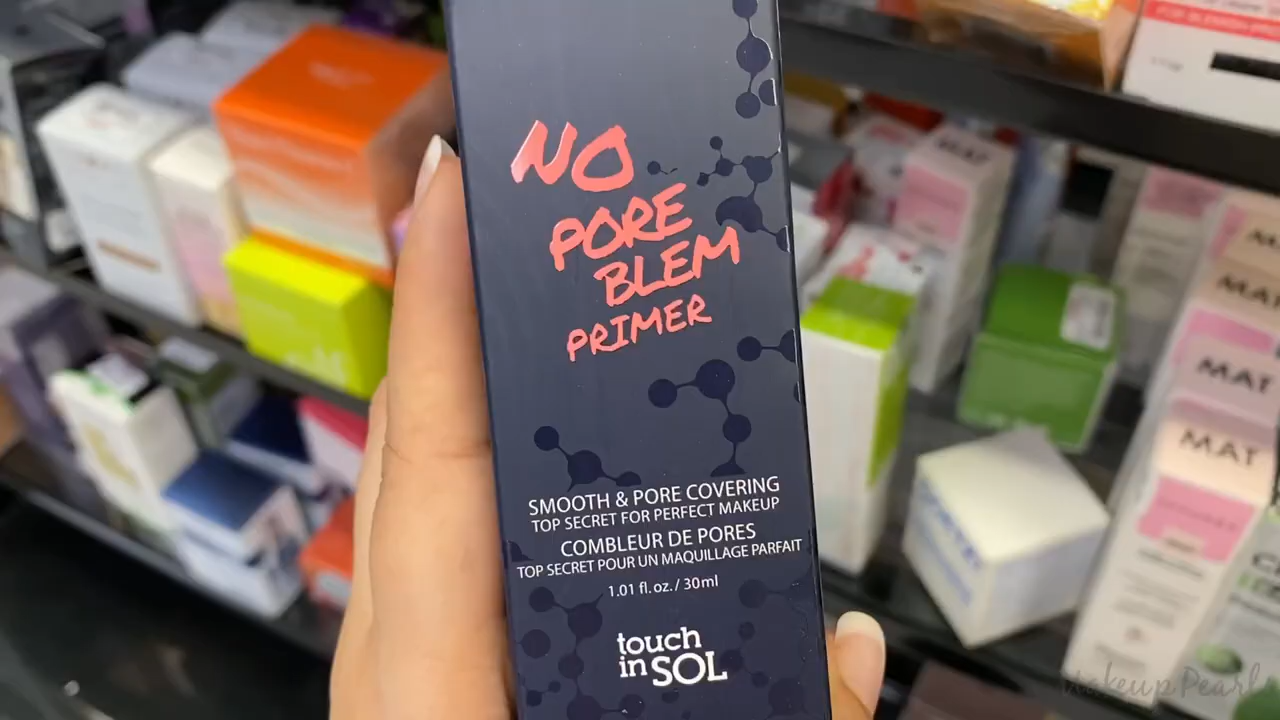 NO
PORE
BLEM
PRIMER
SMOOTH & PORE COVERING
TOP SECRET FOR PERFECT MAKEUP
COMBLEUR DE PORES
TOP SECRET POUR UN MAQUILLAGE PARFAIT
1.01 fl. oz. / 30ml
touch
in SOL
MAT
MAT
MAT
MAT
makeup Pearl